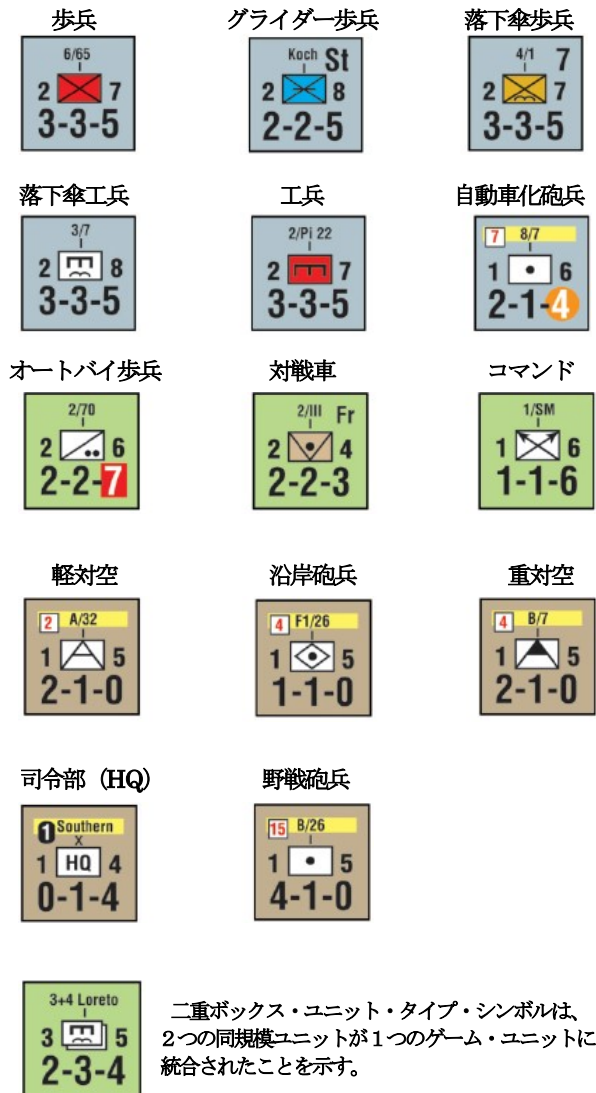 歩兵 グライダー歩兵 落下傘歩兵
6/65 Koch St 4/1 7
2 7 2 8 2 7
3-3-5 2-2-5 3-3-5
落下傘工兵 工兵 自動車化砲兵
3/7 2/Pi 22 7 8/7
2 8 2 7 1 6
3-3-5 3-3-5 2-1-4
オートバイ歩兵 対戦車 コマンド
2/70 2/III Fr 1/SM
2 6 2 4 1 6
2-2-7 2-2-3 1-1-6
軽対空 沿岸砲兵 重対空
2 A/32 4 F1/26 4 B/7
1 5 1 5 1 5
2-1-0 1-1-0 2-1-0
司令部（HQ） 野戦砲兵
1 Southern 15 B/26
X
1 HQ 4 1 5
0-1-4 4-1-0
3+4 Loreto
3 5
2-3-4
二重ボックス・ユニット・タイプ・シンボルは、
２つの同規模ユニットが１つのゲーム・ユニットに
統合されたことを示す。